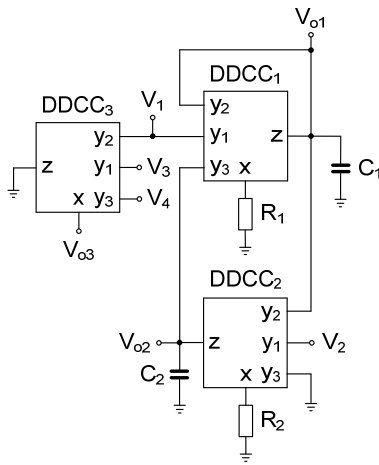 Vo1
DDCC1
DDCC3
V1
y2
y2
y1
z
z
y1
V3
y3
x
C1
x
y3
V4
R1
Vo3
DDCC2
y2
Vo2
z
y1
V2
C2
x
y3
R2